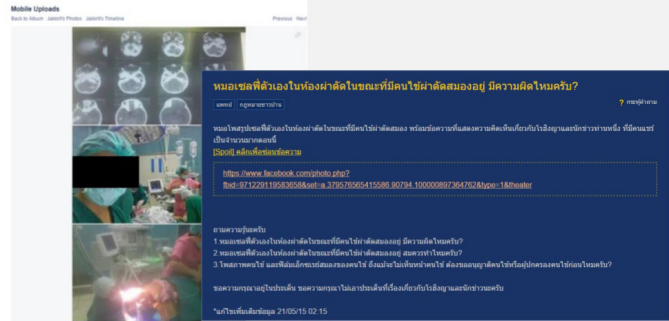 Mobile Uploads
Back to Album · Jakkrit's Photos · Jakkrit's Timeline
Previous · Next
หมอเซลฟี่ตัวเองในห้องผ่าตัดในขณะที่มีคนไข้ผ่าตัดสมองอยู่ มีความผิดไหมครับ?
แพทย์ กฎหมายชาวบ้าน
? กระทู้คำถาม
หมอโพสรูปเซลฟี่ตัวเองในห้องผ่าตัดในขณะที่มีคนไข้ผ่าตัดสมอง พร้อมข้อความที่แสดงความคิดเห็นเกี่ยวกับโรฮิงญาและนักข่าวท่านหนึ่ง ที่มีคนแชร์
เป็นจำนวนมากตอนนี้
[Spoil] คลิกเพื่อซ่อนข้อความ
https://www.facebook.com/photo.php?
fbid=971229119583658&set=a.379576565415586.90794.100000897364762&type=1&theater
ถามความรู้นะครับ
1.หมอเซลฟี่ตัวเองในห้องผ่าตัดในขณะที่มีคนไข้ผ่าตัดสมองอยู่ มีความผิดไหมครับ?
2.หมอเซลฟี่ตัวเองในห้องผ่าตัดในขณะที่มีคนไข้ผ่าตัดสมองอยู่ สมควรทำไหมครับ?
3.โพสภาพคนไข้ และฟิล์มเอ็กซเรย์สมองของคนไข้ ถึงแม้จะไม่เห็นหน้าคนไข้ ต้องขออนุญาติคนไข้หรือผู้ปกครองคนไข้ก่อนไหมครับ?
ขอความกรุณาอยู่ในประเด็น ขอความกรุณาไม่เอาประเด็นที่เรื่องเกี่ยวกับโรฮิงญาและนักข่าวนะครับ
*แก้ไขเพิ่มเติมข้อมูล 21/05/15 02:15